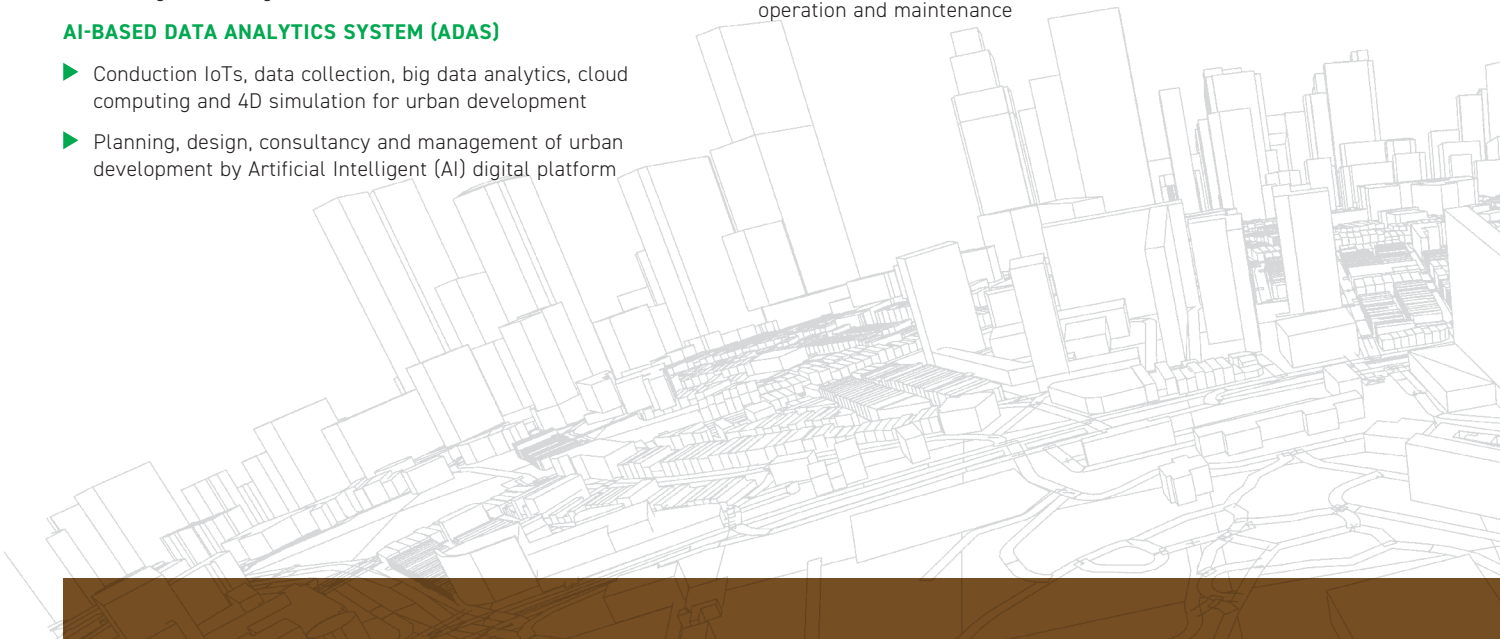 AI-BASED DATA ANALYTICS SYSTEM (ADAS)
Conduction IoTs, data collection, big data analytics, cloud
computing and 4D simulation for urban development
Planning, design, consultancy and management of urban
development by Artificial Intelligent (AI) digital platform
operation and maintenance